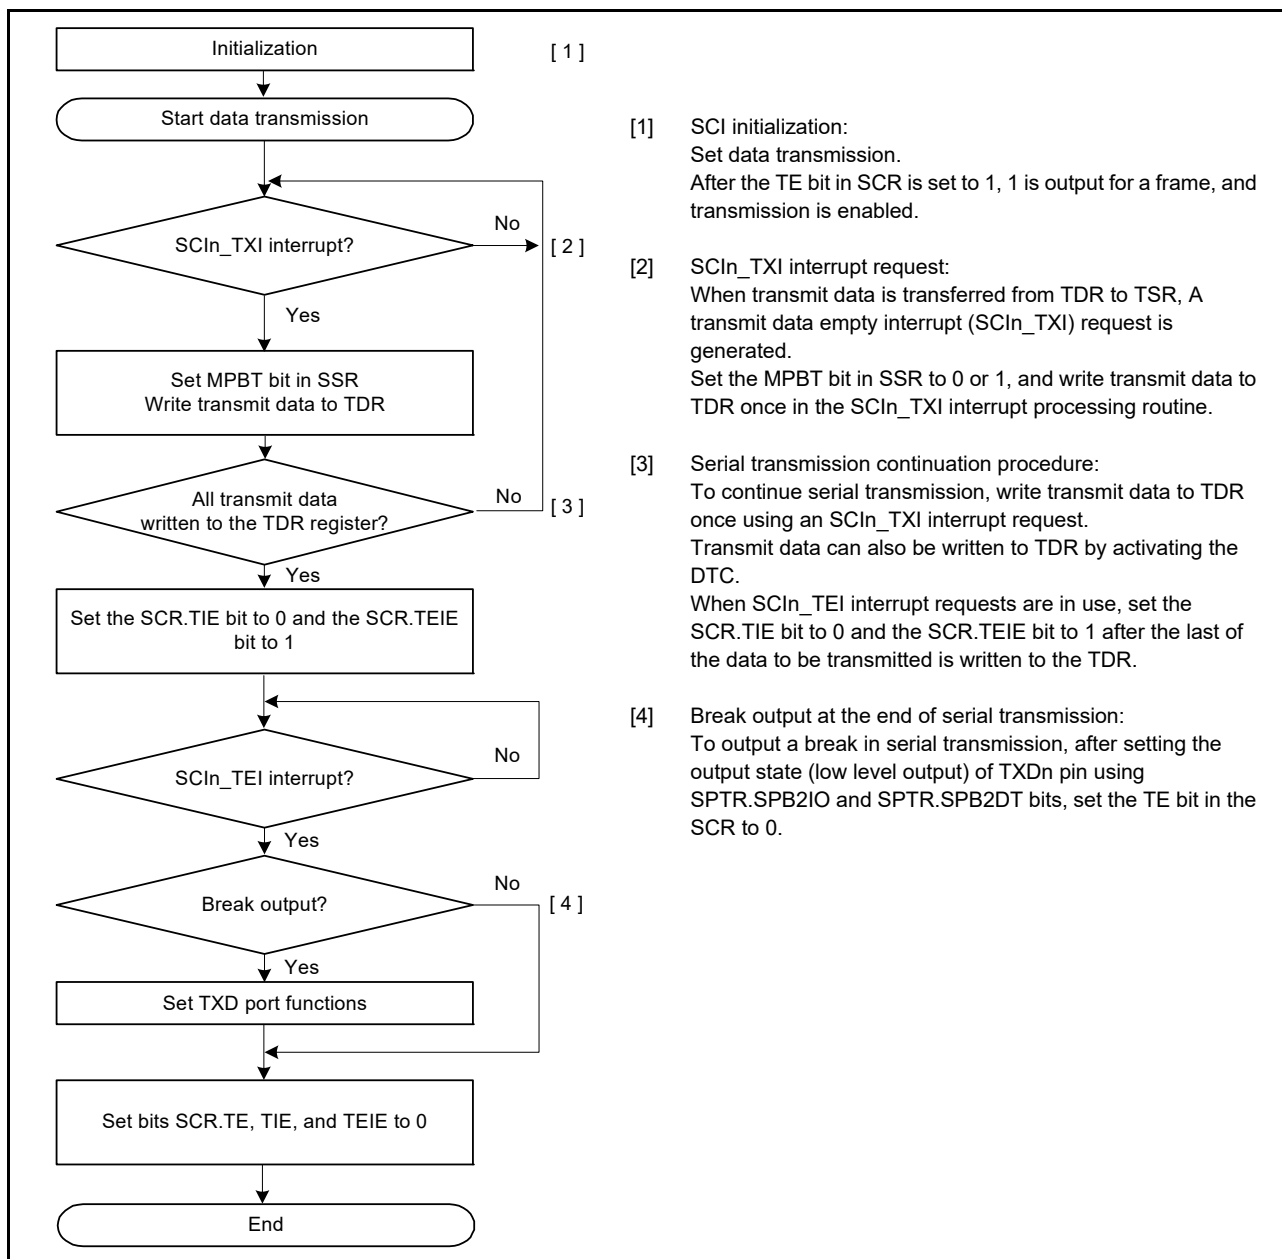 Initialization
[ 1 ]
Start data transmission
SCIn_TXI interrupt?
No
[ 2 ]
Yes
Set MPBT bit in SSR
Write transmit data to TDR
All transmit data
written to the TDR register?
No
[ 3 ]
Yes
Set the SCR.TIE bit to 0 and the SCR.TEIE
bit to 1
SCIn_TEI interrupt?
No
Yes
Break output?
No
[ 4 ]
Yes
Set TXD port functions
Set bits SCR.TE, TIE, and TEIE to 0
End
[1] SCI initialization:
Set data transmission.
After the TE bit in SCR is set to 1, 1 is output for a frame, and
transmission is enabled.
[2] SCIn_TXI interrupt request:
When transmit data is transferred from TDR to TSR, A
transmit data empty interrupt (SCIn_TXI) request is
generated.
Set the MPBT bit in SSR to 0 or 1, and write transmit data to
TDR once in the SCIn_TXI interrupt processing routine.
[3] Serial transmission continuation procedure:
To continue serial transmission, write transmit data to TDR
once using an SCIn_TXI interrupt request.
Transmit data can also be written to TDR by activating the
DTC.
When SCIn_TEI interrupt requests are in use, set the
SCR.TIE bit to 0 and the SCR.TEIE bit to 1 after the last of
the data to be transmitted is written to the TDR.
[4] Break output at the end of serial transmission:
To output a break in serial transmission, after setting the
output state (low level output) of TXDn pin using
SPTR.SPB2IO and SPTR.SPB2DT bits, set the TE bit in the
SCR to 0.